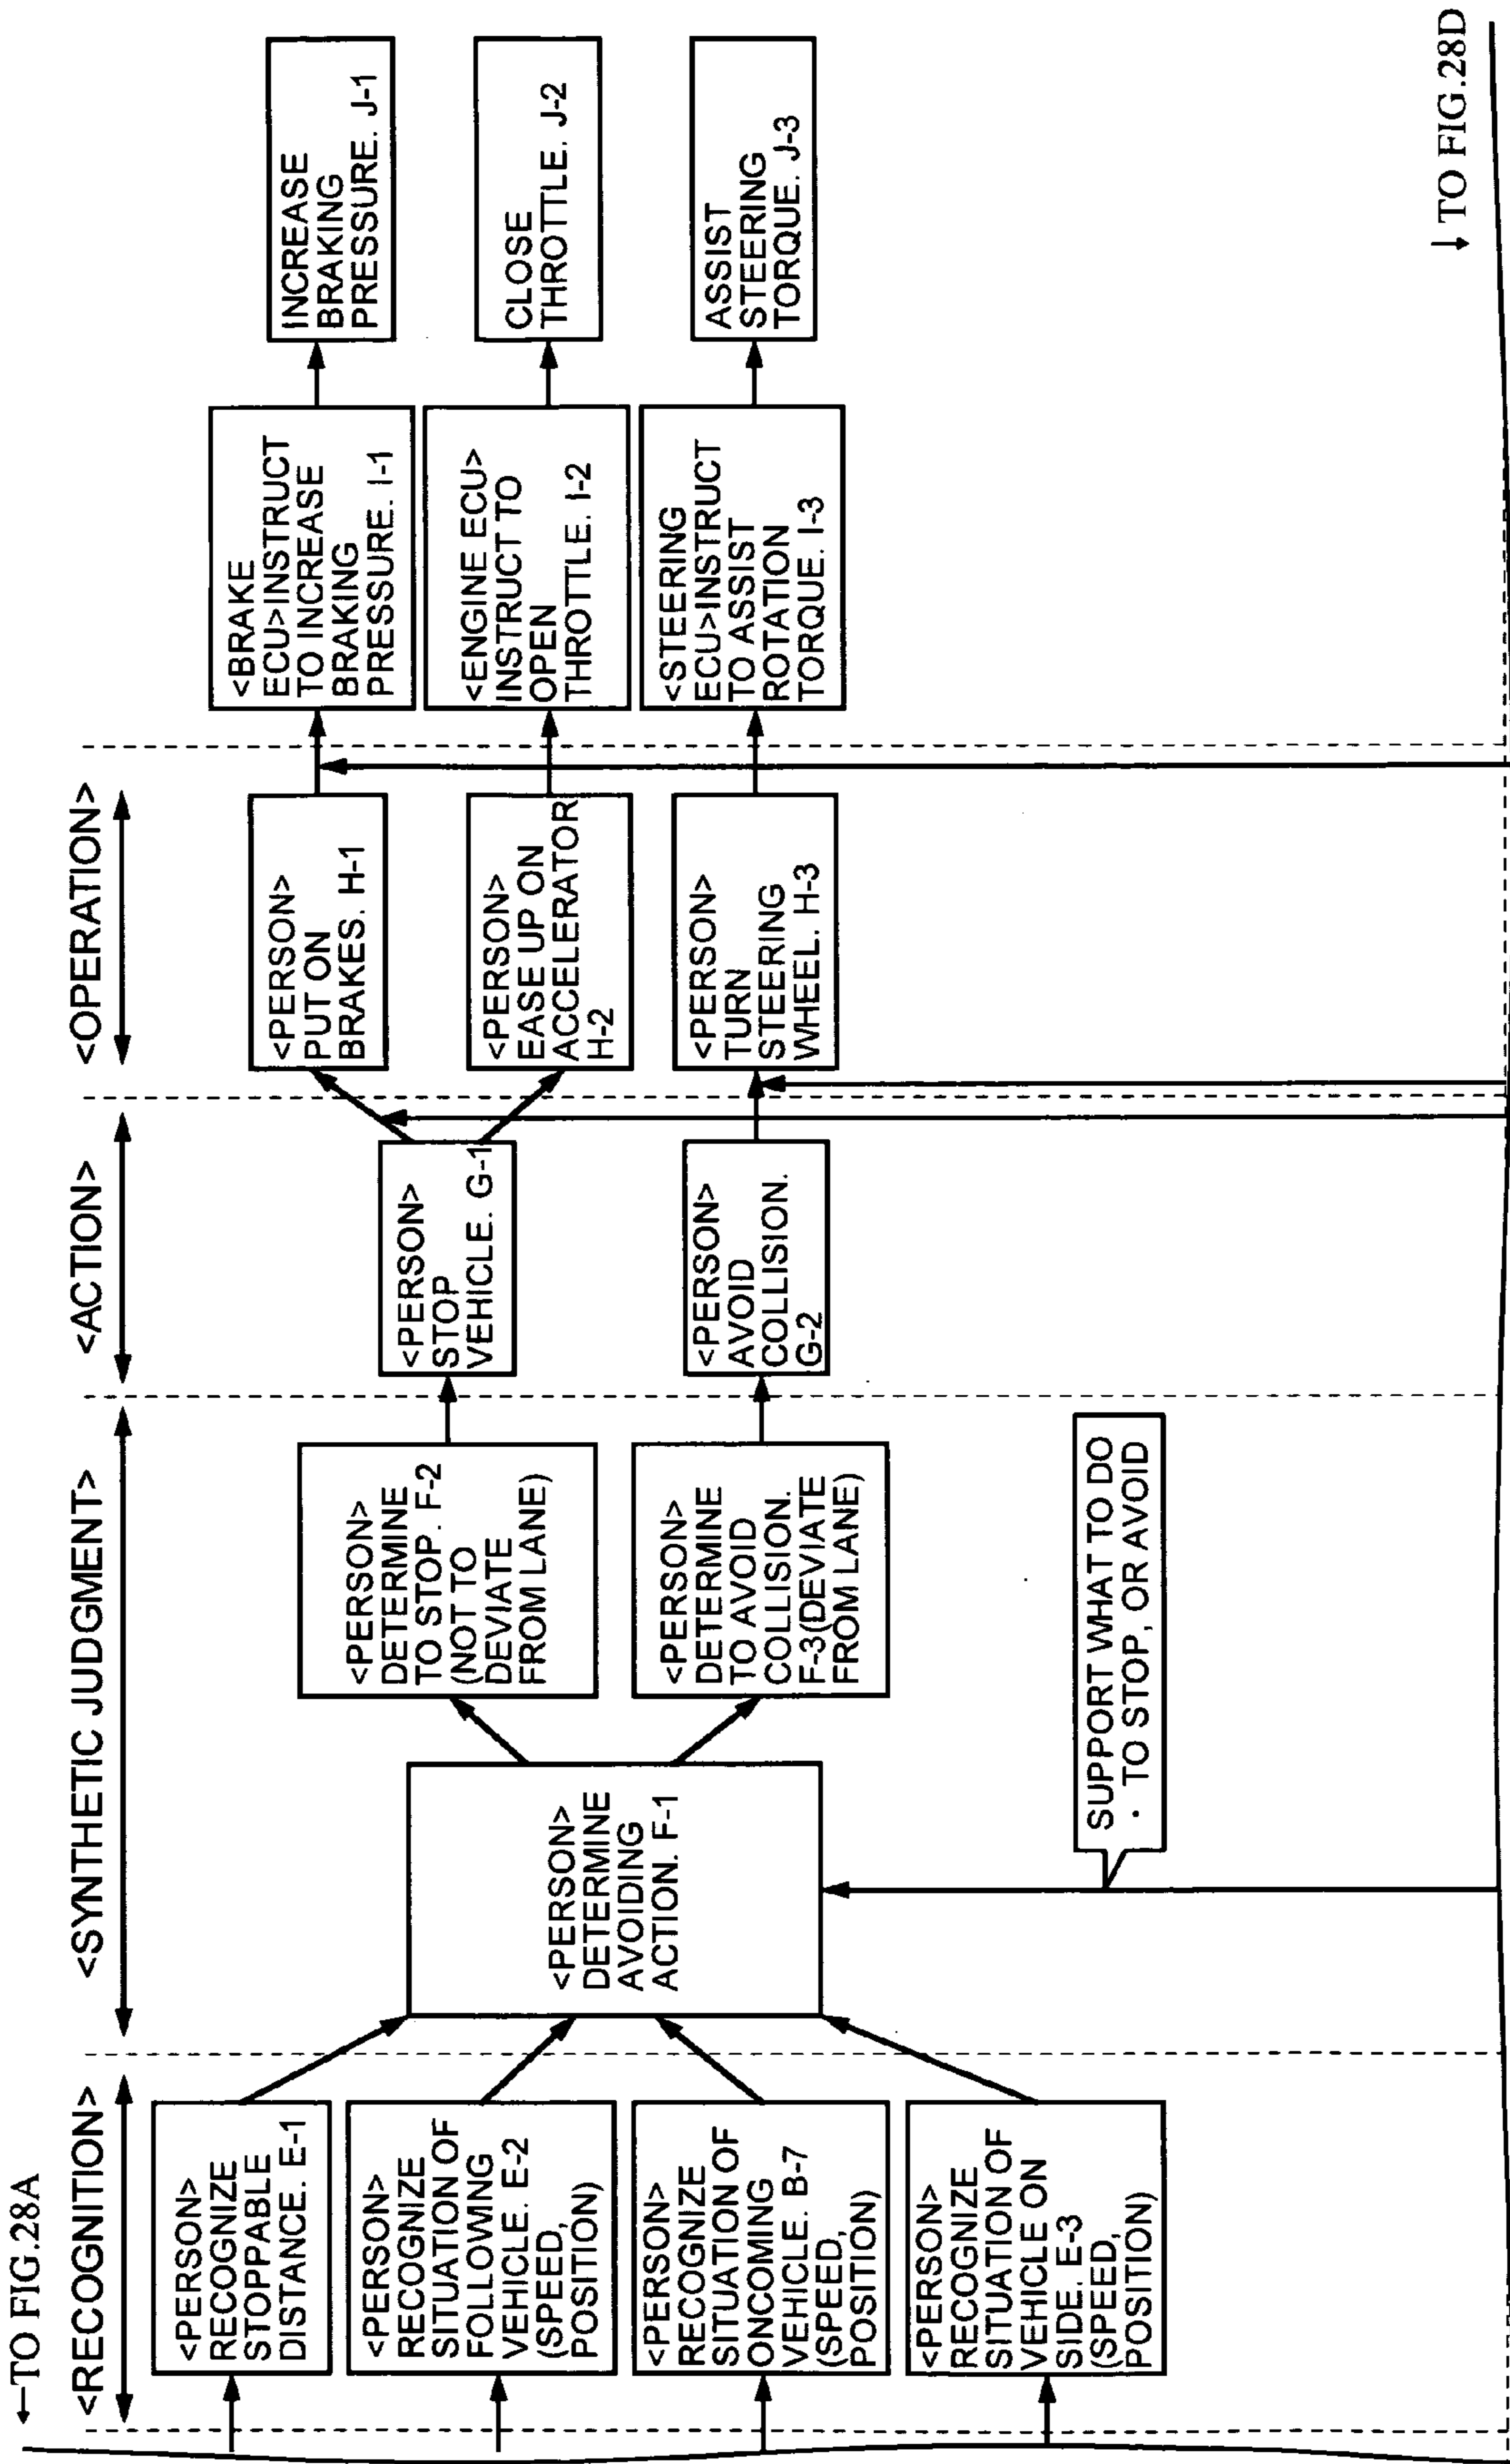 ←TO FIG.28A
<RECOGNITION>
<SYNTHETIC JUDGMENT>
<ACTION>
<OPERATION>
<PERSON>
RECOGNIZE
STOPPABLE
DISTANCE. E-1
<PERSON>
RECOGNIZE
SITUATION OF
FOLLOWING
VEHICLE. E-2
(SPEED,
POSITION)
<PERSON>
RECOGNIZE
SITUATION OF
ONCOMING
VEHICLE. B-7
(SPEED,
POSITION)
<PERSON>
RECOGNIZE
SITUATION OF
VEHICLE ON
SIDE. E-3
(SPEED,
POSITION)
<PERSON>
DETERMINE
AVOIDING
ACTION. F-1
<PERSON>
DETERMINE
TO STOP. F-2
(NOT TO
DEVIATE
FROM LANE)
<PERSON>
DETERMINE
TO AVOID
COLLISION.
F-3(DEVIATE
FROM LANE)
SUPPORT WHAT TO DO
・ TO STOP, OR AVOID
<PERSON>
STOP
VEHICLE. G-1
<PERSON>
AVOID
COLLISION.
G-2
<PERSON>
PUT ON
BRAKES. H-1
<PERSON>
EASE UP ON
ACCELERATOR
H-2
<PERSON>
TURN
STEERING
WHEEL. H-3
<BRAKE
ECU>INSTRUCT
TO INCREASE
BRAKING
PRESSURE. I-1
<ENGINE ECU>
INSTRUCT TO
OPEN
THROTTLE. I-2
<STEERING
ECU>INSTRUCT
TO ASSIST
ROTATION
TORQUE. I-3
INCREASE
BRAKING
PRESSURE. J-1
CLOSE
THROTTLE. J-2
ASSIST
STEERING
TORQUE. J-3
↓ TO FIG.28D